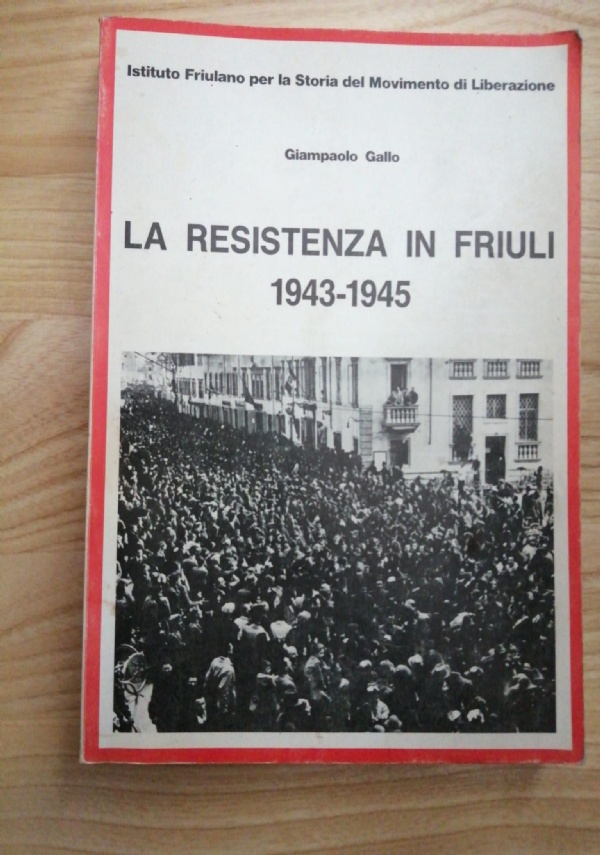 Istituto Friulano per la Storia del Movimento di Liberazione
Giampaolo Gallo
LA RESISTENZA IN FRIULI
1943-1945